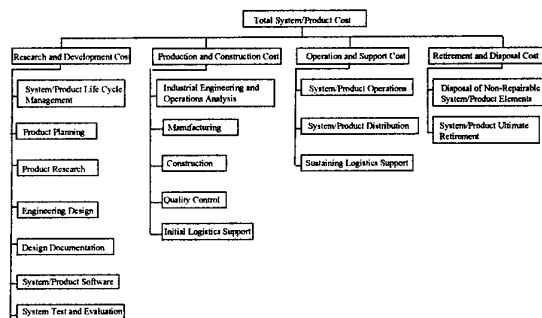 Total System/Product Cost
Research and Development Cost
Production and Construction Cost
Operation and Support Cost
Retirement and Disposal Cost
System/Product Life Cycle
Management
Product Planning
Product Research
Engineering Design
Design Documentation
System/Product Software
System Test and Evaluation
Industrial Engineering and
Operations Analysis
Manufacturing
Construction
Quality Control
Initial Logistics Support
System/Product Operations
System/Product Distribution
Sustaining Logistics Support
Disposal of Non-Repairable
System/Product Elements
System/Product Ultimate
Retirement